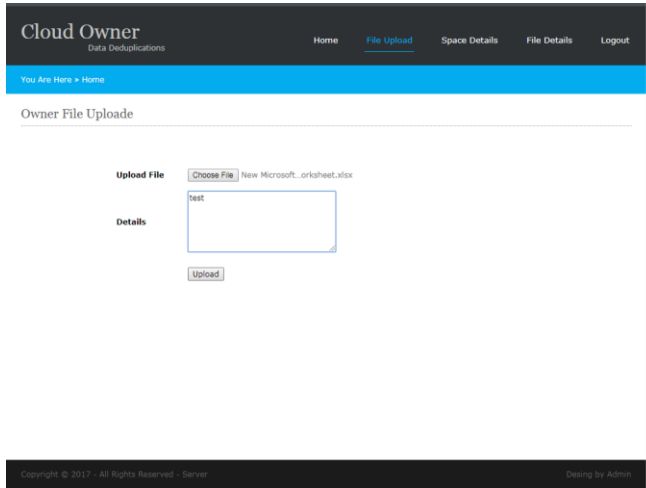 Cloud Owner
Data Deduplications
Home File Upload Space Details File Details Logout
You Are Here » Home
Owner File Uploade
Upload File Choose File New Microsoft...orksheet.xlsx
Details test
Upload
Copyright © 2017 - All Rights Reserved - Server Desing by Admin